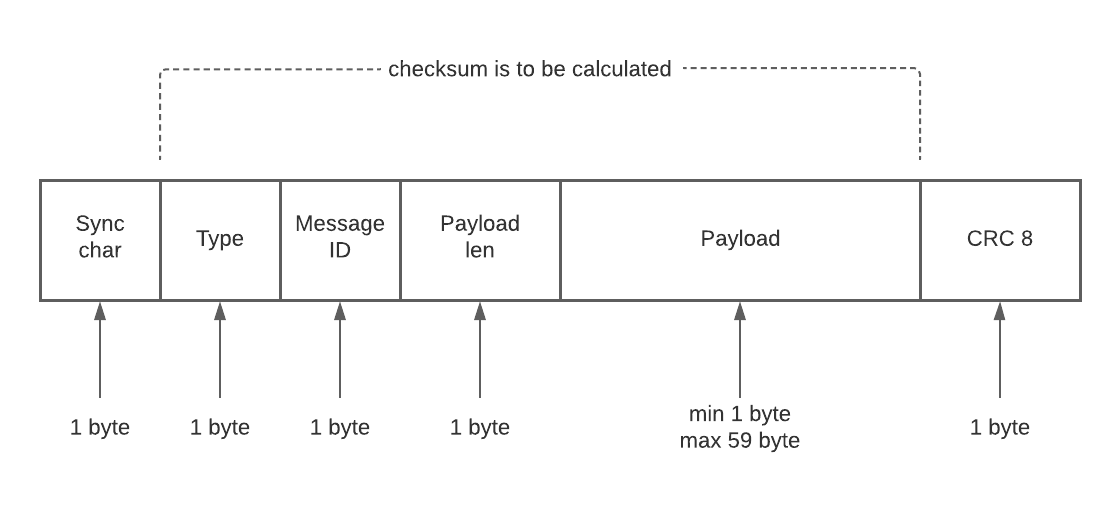 checksum is to be calculated
Sync
char
Type
Message
ID
Payload
len
Payload
CRC 8
1 byte
1 byte
1 byte
1 byte
min 1 byte
max 59 byte
1 byte